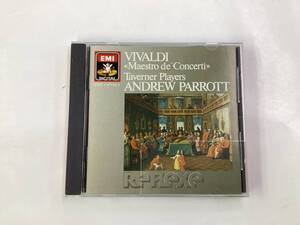 EMI
DIGITAL
VIVALDI
«Maestro de' Concerti»
Taverner Players
ANDREW PARROTT
Reflexe